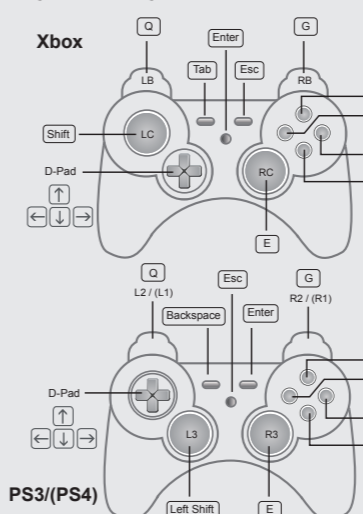 Xbox
Q
Enter
G
LB
RB
Tab
Esc
Shift
LC
D-Pad
RC
↑
← ↓ →
E
Q
Esc
G
L2 / (L1)
R2 / (R1)
Backspace
Enter
D-Pad
↑
← ↓ →
L3
R3
PS3/(PS4)
Left Shift
E